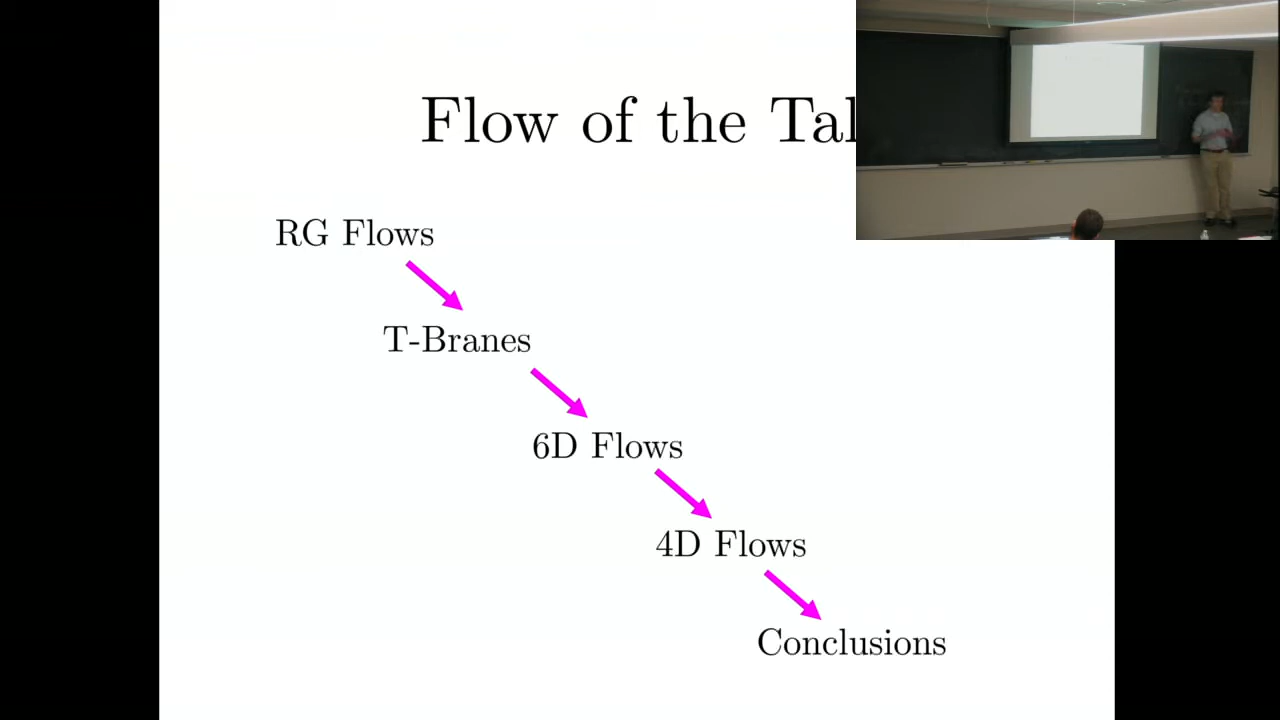 Flow of the Tal
RG Flows
T-Branes
6D Flows
4D Flows
Conclusions